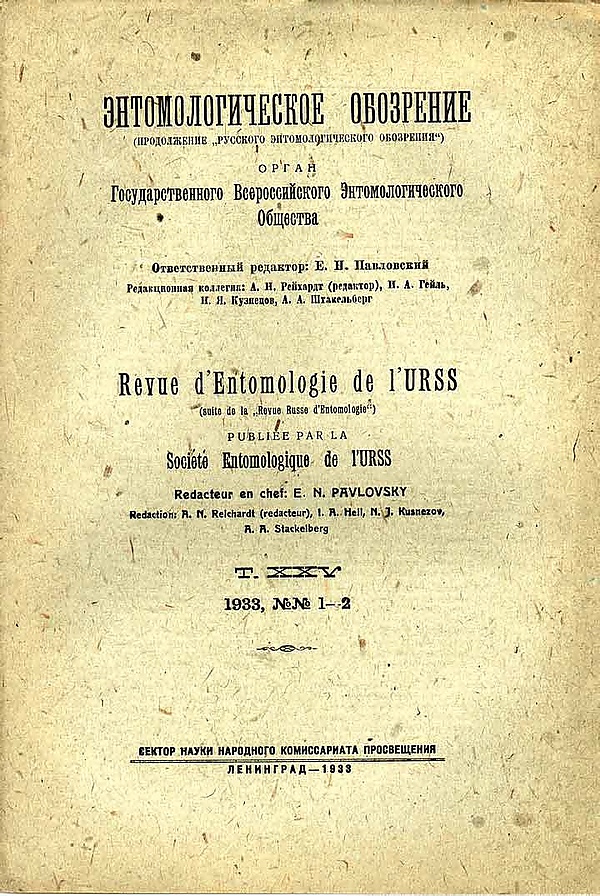 ЭНТОМОЛОГИЧЕСКОЕ ОБОЗРЕНИЕ
(ПРОДОЛЖЕНИЕ „РУССКОГО ЭНТОМОЛОГИЧЕСКОГО ОБОЗРЕНИЯ“)
ОРГАН
Государственного Всероссийского Энтомологического
Общества
Ответственный редактор: Е. Н. Павловский
Редакционная коллегия: А. Н. Рейхардт (редактор), И. А. Гейль,
Н. Я. Кузнецов, А. А. Штакельберг
Revue d'Entomologie de l'URSS
(suite de la „Revue Russe d'Entomologie“)
PUBLIÉE PAR LA
Société Entomologique de l'URSS
Redacteur en chef: E. N. PAVLOVSKY
Redaction: A. N. Reichardt (redacteur), I. A. Hell, N. J. Kusnezov,
A. A. Stackelberg
Т. XXV
1933, №№ 1—2
СЕКТОР НАУКИ НАРОДНОГО КОМИССАРИАТА ПРОСВЕЩЕНИЯ
ЛЕНИНГРАД—1933